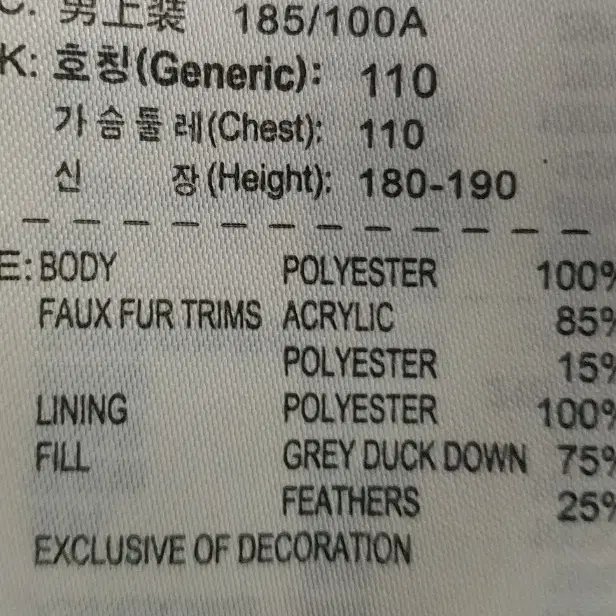 C: 男上装 185/100A
K: 호칭(Generic): 110
가슴둘레(Chest): 110
신 장(Height): 180-190
E: BODY POLYESTER 100%
FAUX FUR TRIMS ACRYLIC 85%
POLYESTER 15%
LINING POLYESTER 100%
FILL GREY DUCK DOWN 75%
FEATHERS 25%
EXCLUSIVE OF DECORATION